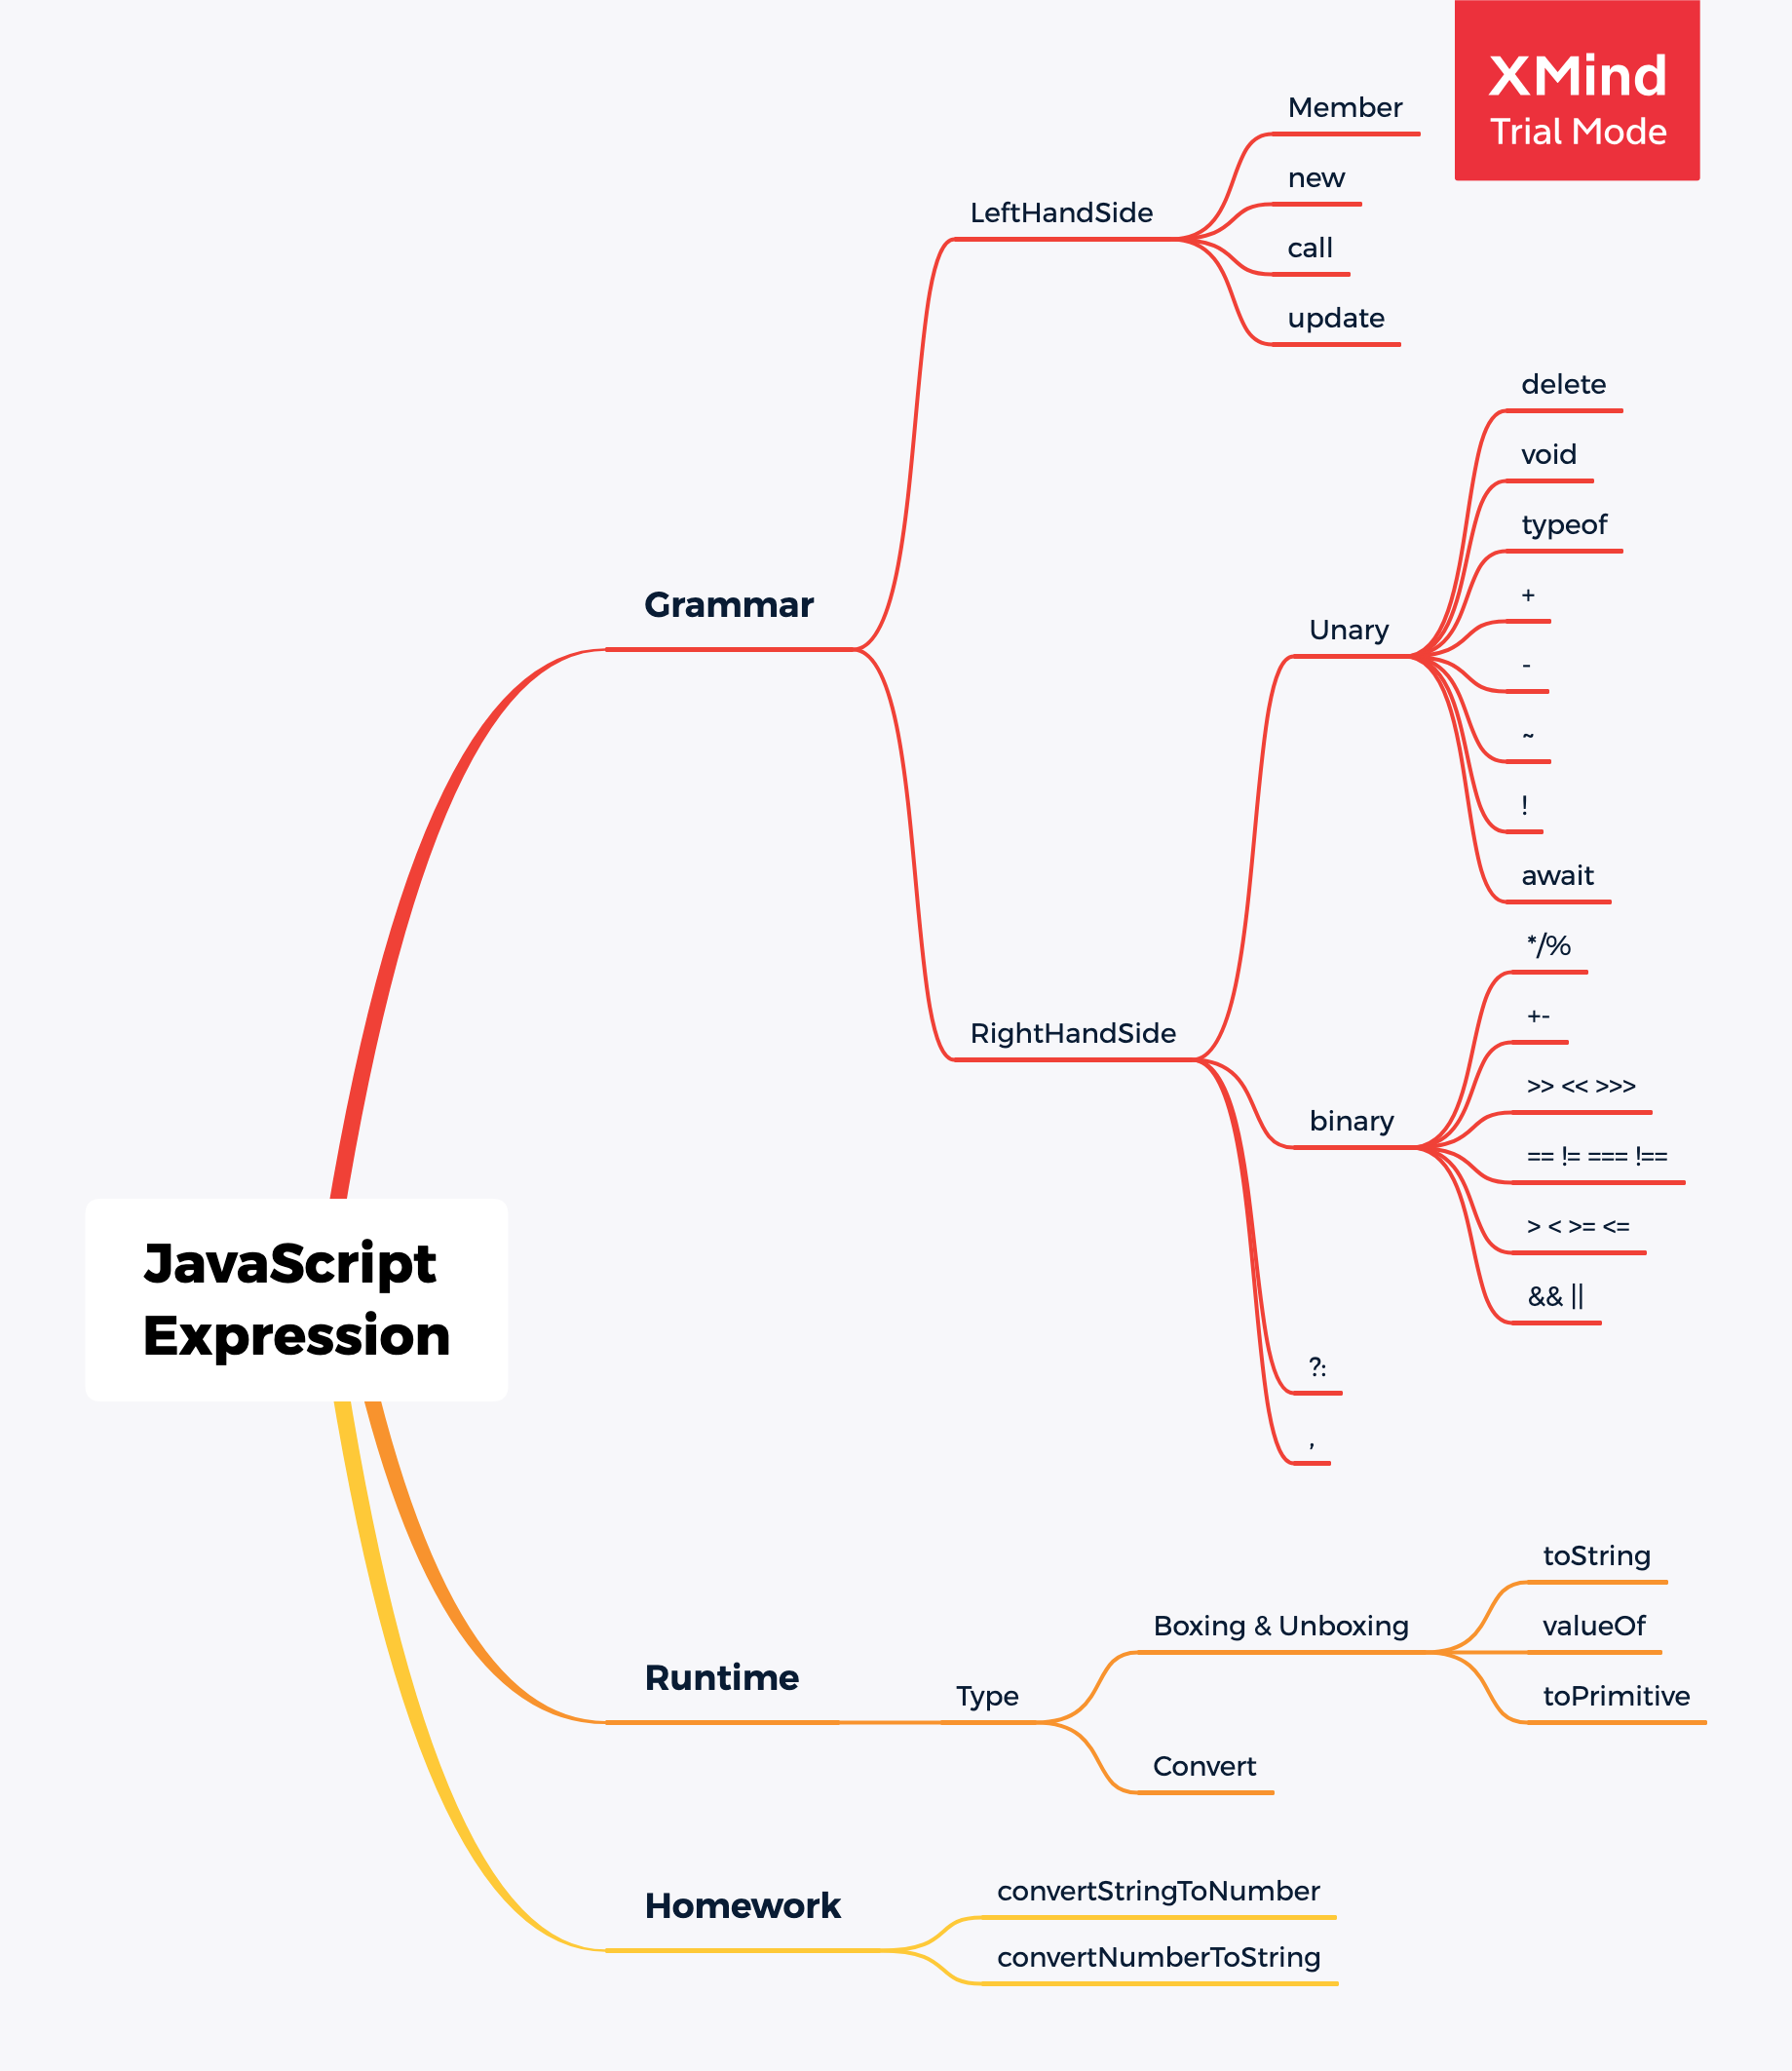 XMind
Trial Mode
JavaScript
Expression
Grammar
LeftHandSide
Member
new
call
update
RightHandSide
Unary
delete
void
typeof
+
-
~
!
await
binary
*/%
+-
>> << >>>
== != === !==
> < >= <=
&& ||
?:
,
Runtime
Type
Boxing & Unboxing
toString
valueOf
toPrimitive
Convert
Homework
convertStringToNumber
convertNumberToString